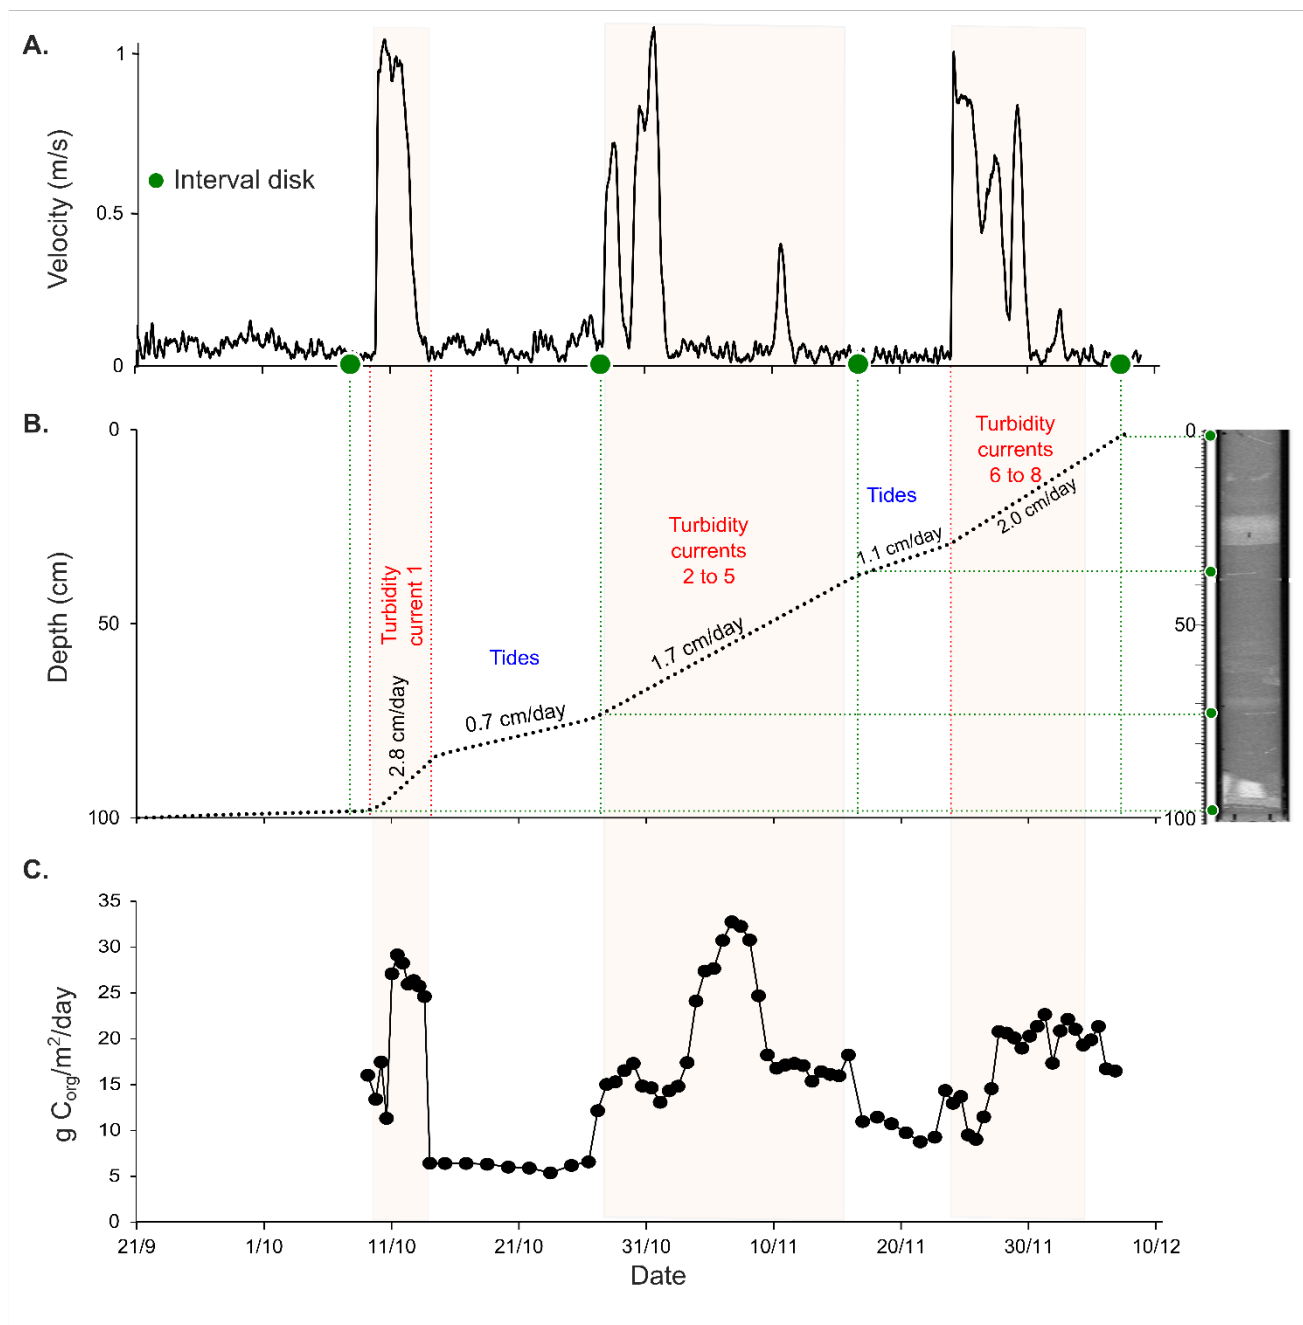 A.
Velocity (m/s)
1
0.5
0
Interval disk
B.
Depth (cm)
0
50
100
Turbidity
current 1
2.8 cm/day
Tides
0.7 cm/day
Turbidity
currents
2 to 5
1.7 cm/day
Tides
1.1 cm/day
Turbidity
currents
6 to 8
2.0 cm/day
0
50
100
C.
g Corg/m²/day
35
30
25
20
15
10
5
0
21/9 1/10 11/10 21/10 31/10 10/11 20/11 30/11 10/12
Date